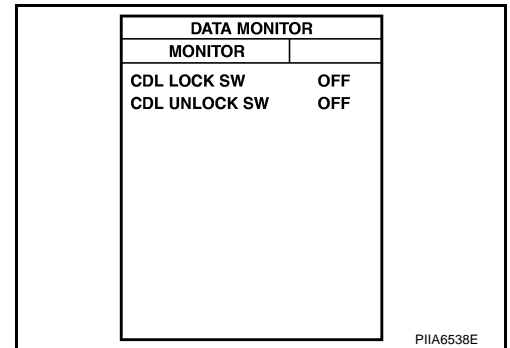 DATA MONITOR
MONITOR
CDL LOCK SW OFF
CDL UNLOCK SW OFF
PIIA6538E